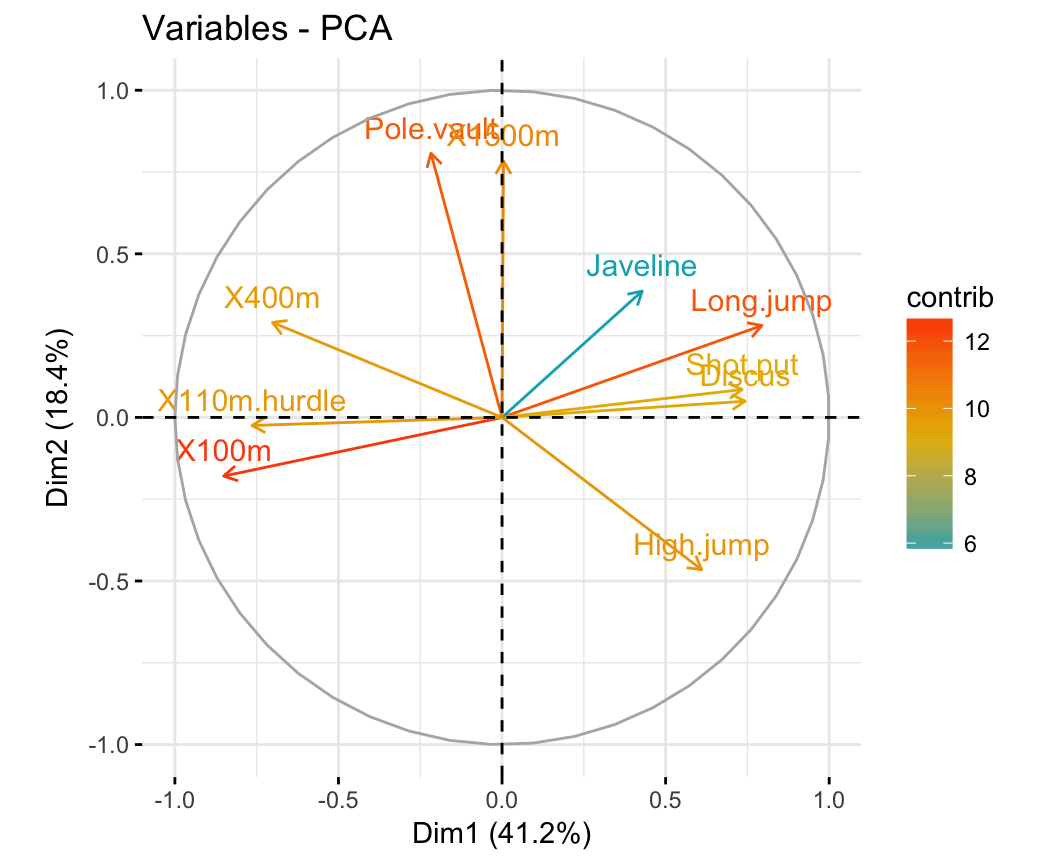 Variables - PCA
1.0
Pole.vault
X1500m
0.5
Javeline
X400m
Long.jump
contrib
12
Shot.put
Discus
X110m.hurdle
0.0
10
X100m
8
High.jump
6
-0.5
-1.0
-1.0 -0.5 0.0 0.5 1.0
Dim1 (41.2%)
Dim2 (18.4%)